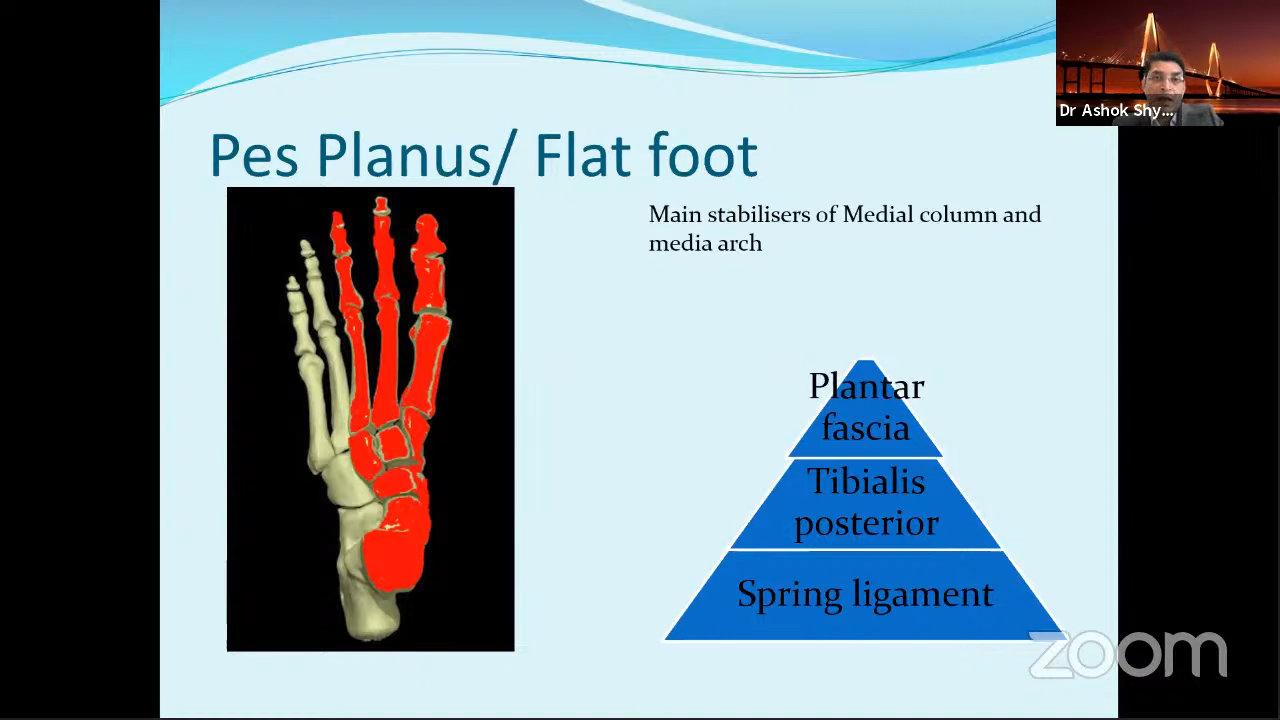 Pes Planus/ Flat foot
Dr Ashok Shy...
Main stabilisers of Medial column and
media arch
Plantar
fascia
Tibialis
posterior
Spring ligament
zoom